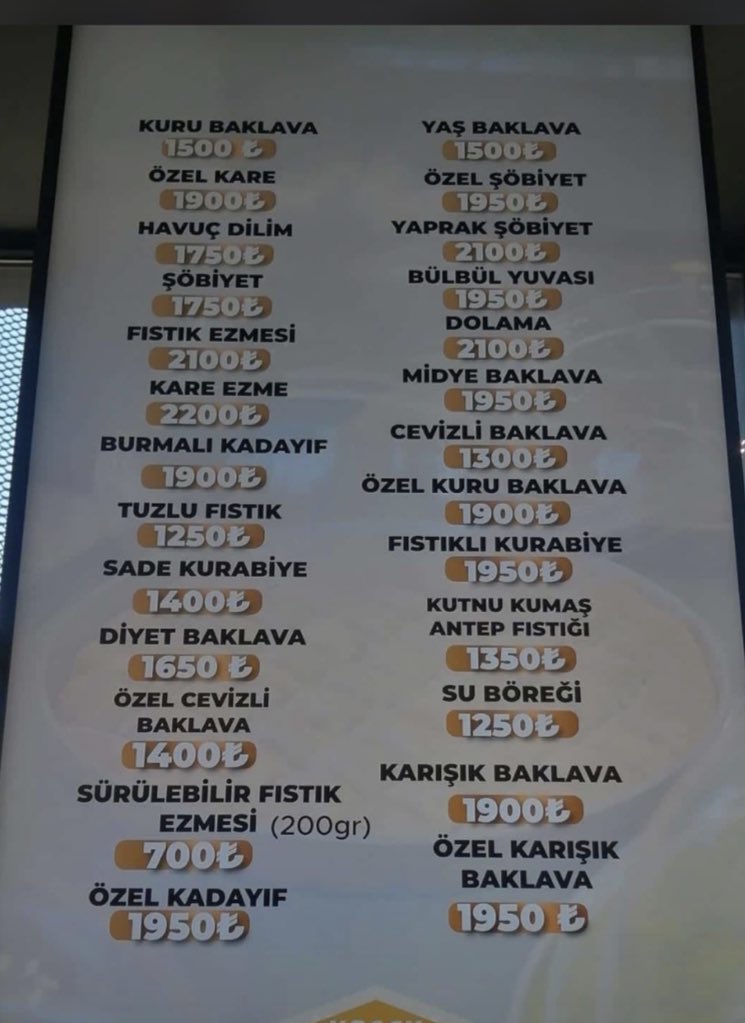 KURU BAKLAVA
1500 ₺
ÖZEL KARE
1900₺
HAVUÇ DİLİM
1750₺
ŞÖBİYET
1750₺
FISTIK EZMESİ
2100₺
KARE EZME
2200₺
BURMALI KADAYIF
1900₺
TUZLU FISTIK
1250₺
SADE KURABİYE
1400₺
DİYET BAKLAVA
1650 ₺
ÖZEL CEVİZLİ
BAKLAVA
1400₺
SÜRÜLEBİLİR FISTIK
EZMESİ (200gr)
700₺
ÖZEL KADAYIF
1950₺
YAŞ BAKLAVA
1500₺
ÖZEL ŞÖBİYET
1950₺
YAPRAK ŞÖBİYET
2100₺
BÜLBÜL YUVASI
1950₺
DOLAMA
2100₺
MİDYE BAKLAVA
1950₺
CEVİZLİ BAKLAVA
1300₺
ÖZEL KURU BAKLAVA
1900₺
FISTIKLI KURABİYE
1950₺
KUTNU KUMAŞ
ANTEP FISTIĞI
1350₺
SU BÖREĞİ
1250₺
KARIŞIK BAKLAVA
1900₺
ÖZEL KARIŞIK
BAKLAVA
1950 ₺